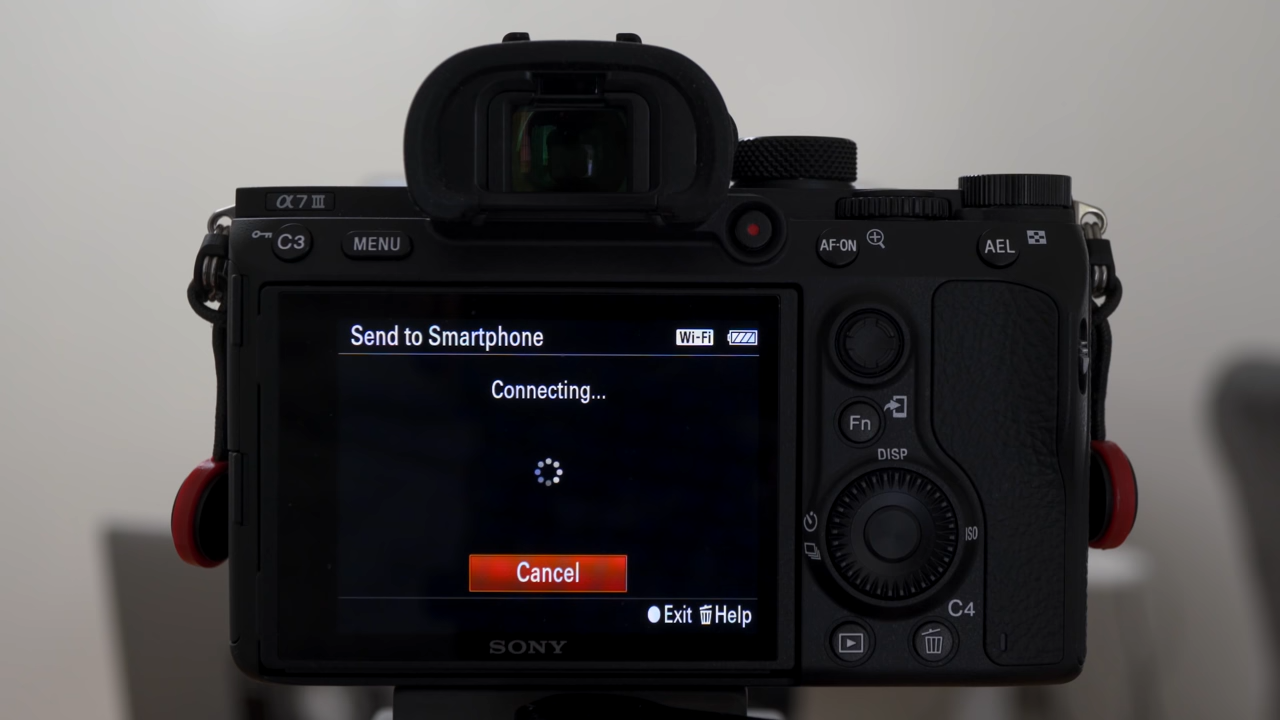 α7 III
C3
MENU
AF-ON
AEL
Send to Smartphone
Wi-Fi
Connecting...
Fn
DISP
ISO
Cancel
C4
Exit Help
SONY